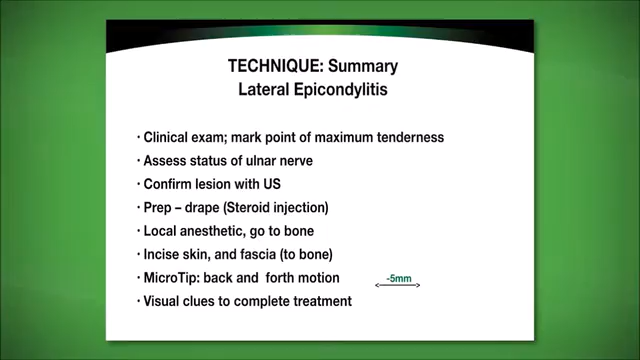 TECHNIQUE: Summary
Lateral Epicondylitis
· Clinical exam; mark point of maximum tenderness
· Assess status of ulnar nerve
· Confirm lesion with US
· Prep – drape (Steroid injection)
· Local anesthetic, go to bone
· Incise skin, and fascia (to bone)
· MicroTip: back and forth motion -5mm
· Visual clues to complete treatment